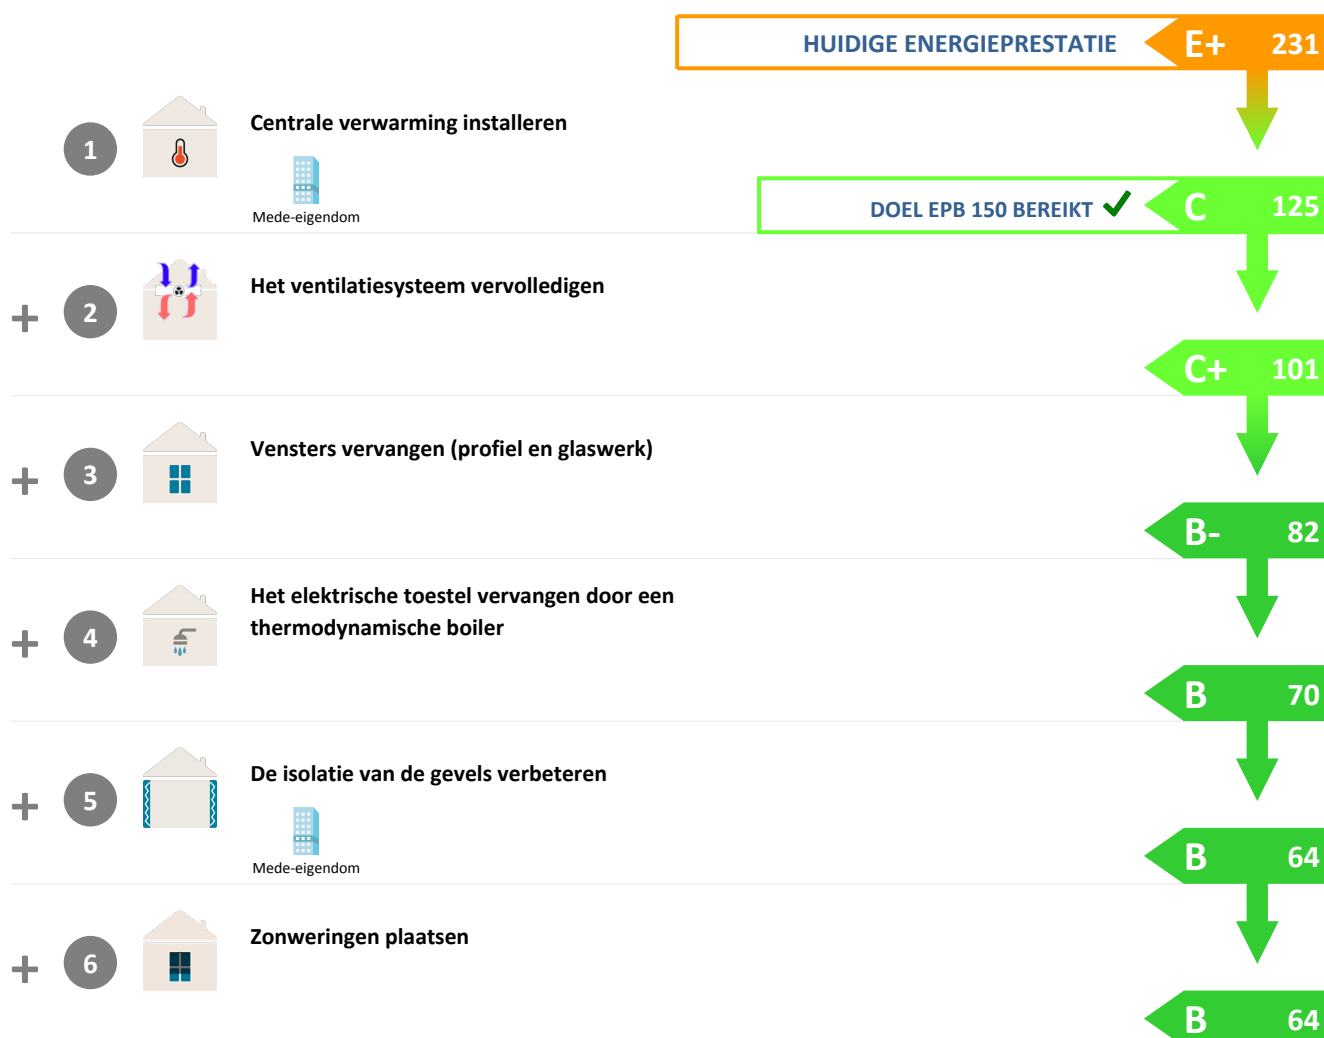 HUIDIGE ENERGIEPRESTATIE E+ 231
1 Centrale verwarming installeren
Mede-eigendom
DOEL EPB 150 BEREIKT C 125
+ 2 Het ventilatiesysteem vervolledigen
C+ 101
+ 3 Vensters vervangen (profiel en glaswerk)
B- 82
+ 4 Het elektrische toestel vervangen door een
thermodynamische boiler
B 70
+ 5 De isolatie van de gevels verbeteren
Mede-eigendom
B 64
+ 6 Zonweringen plaatsen
B 64